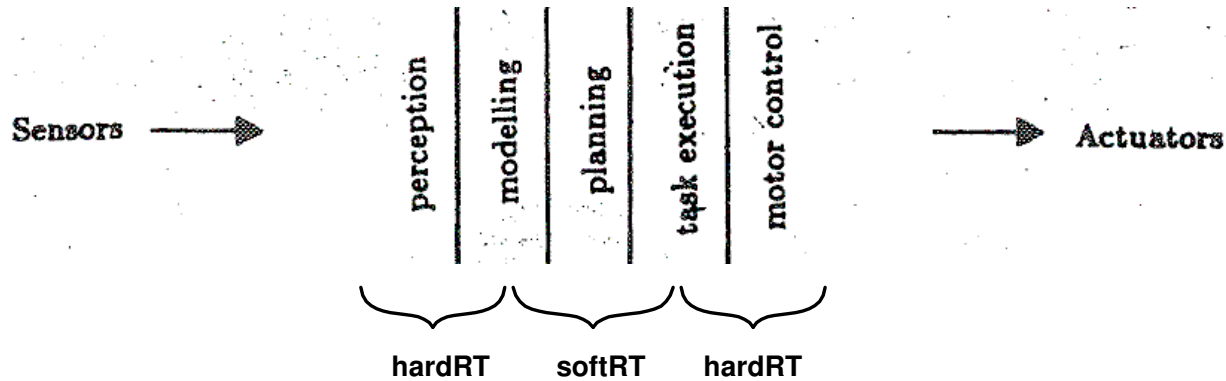 Sensors
perception
modelling
planning
task execution
motor control
Actuators
hardRT
softRT
hardRT